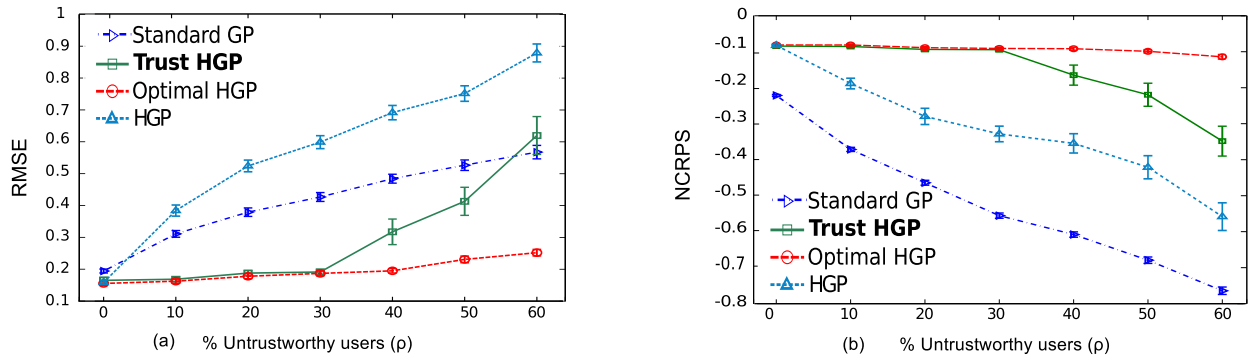 1
0.9
0.8
0.7
0.6
0.5
0.4
0.3
0.2
0.1
RMSE
Standard GP
Trust HGP
Optimal HGP
HGP
0 10 20 30 40 50 60
(a) % Untrustworthy users (ρ)
-0
-0.1
-0.2
-0.3
-0.4
-0.5
-0.6
-0.7
-0.8
NCRPS
Standard GP
Trust HGP
Optimal HGP
HGP
0 10 20 30 40 50 60
(b) % Untrustworthy users (ρ)